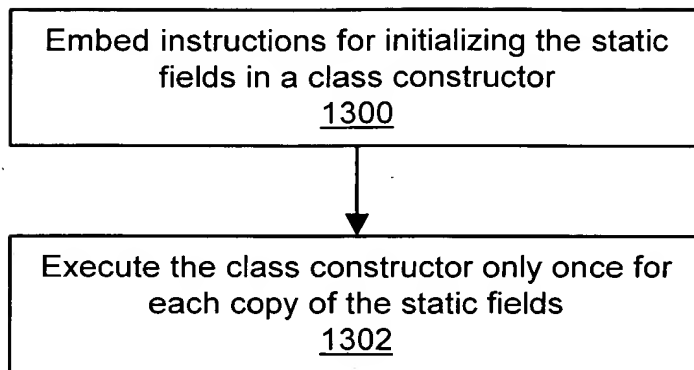 Embed instructions for initializing the static
fields in a class constructor
1300
Execute the class constructor only once for
each copy of the static fields
1302